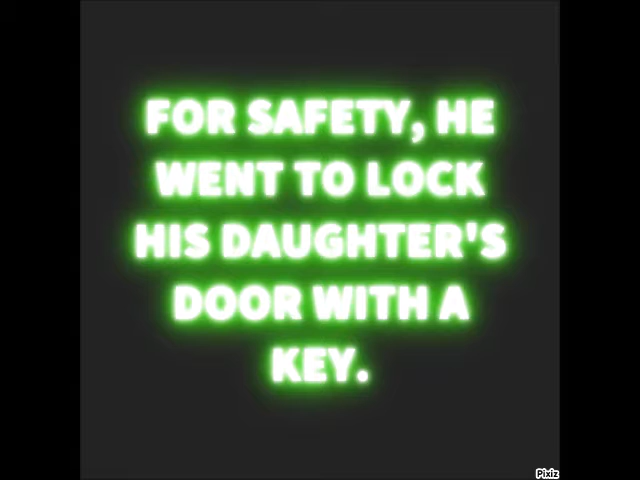 FOR SAFETY, HE
WENT TO LOCK
HIS DAUGHTER'S
DOOR WITH A
KEY.
Pixiz